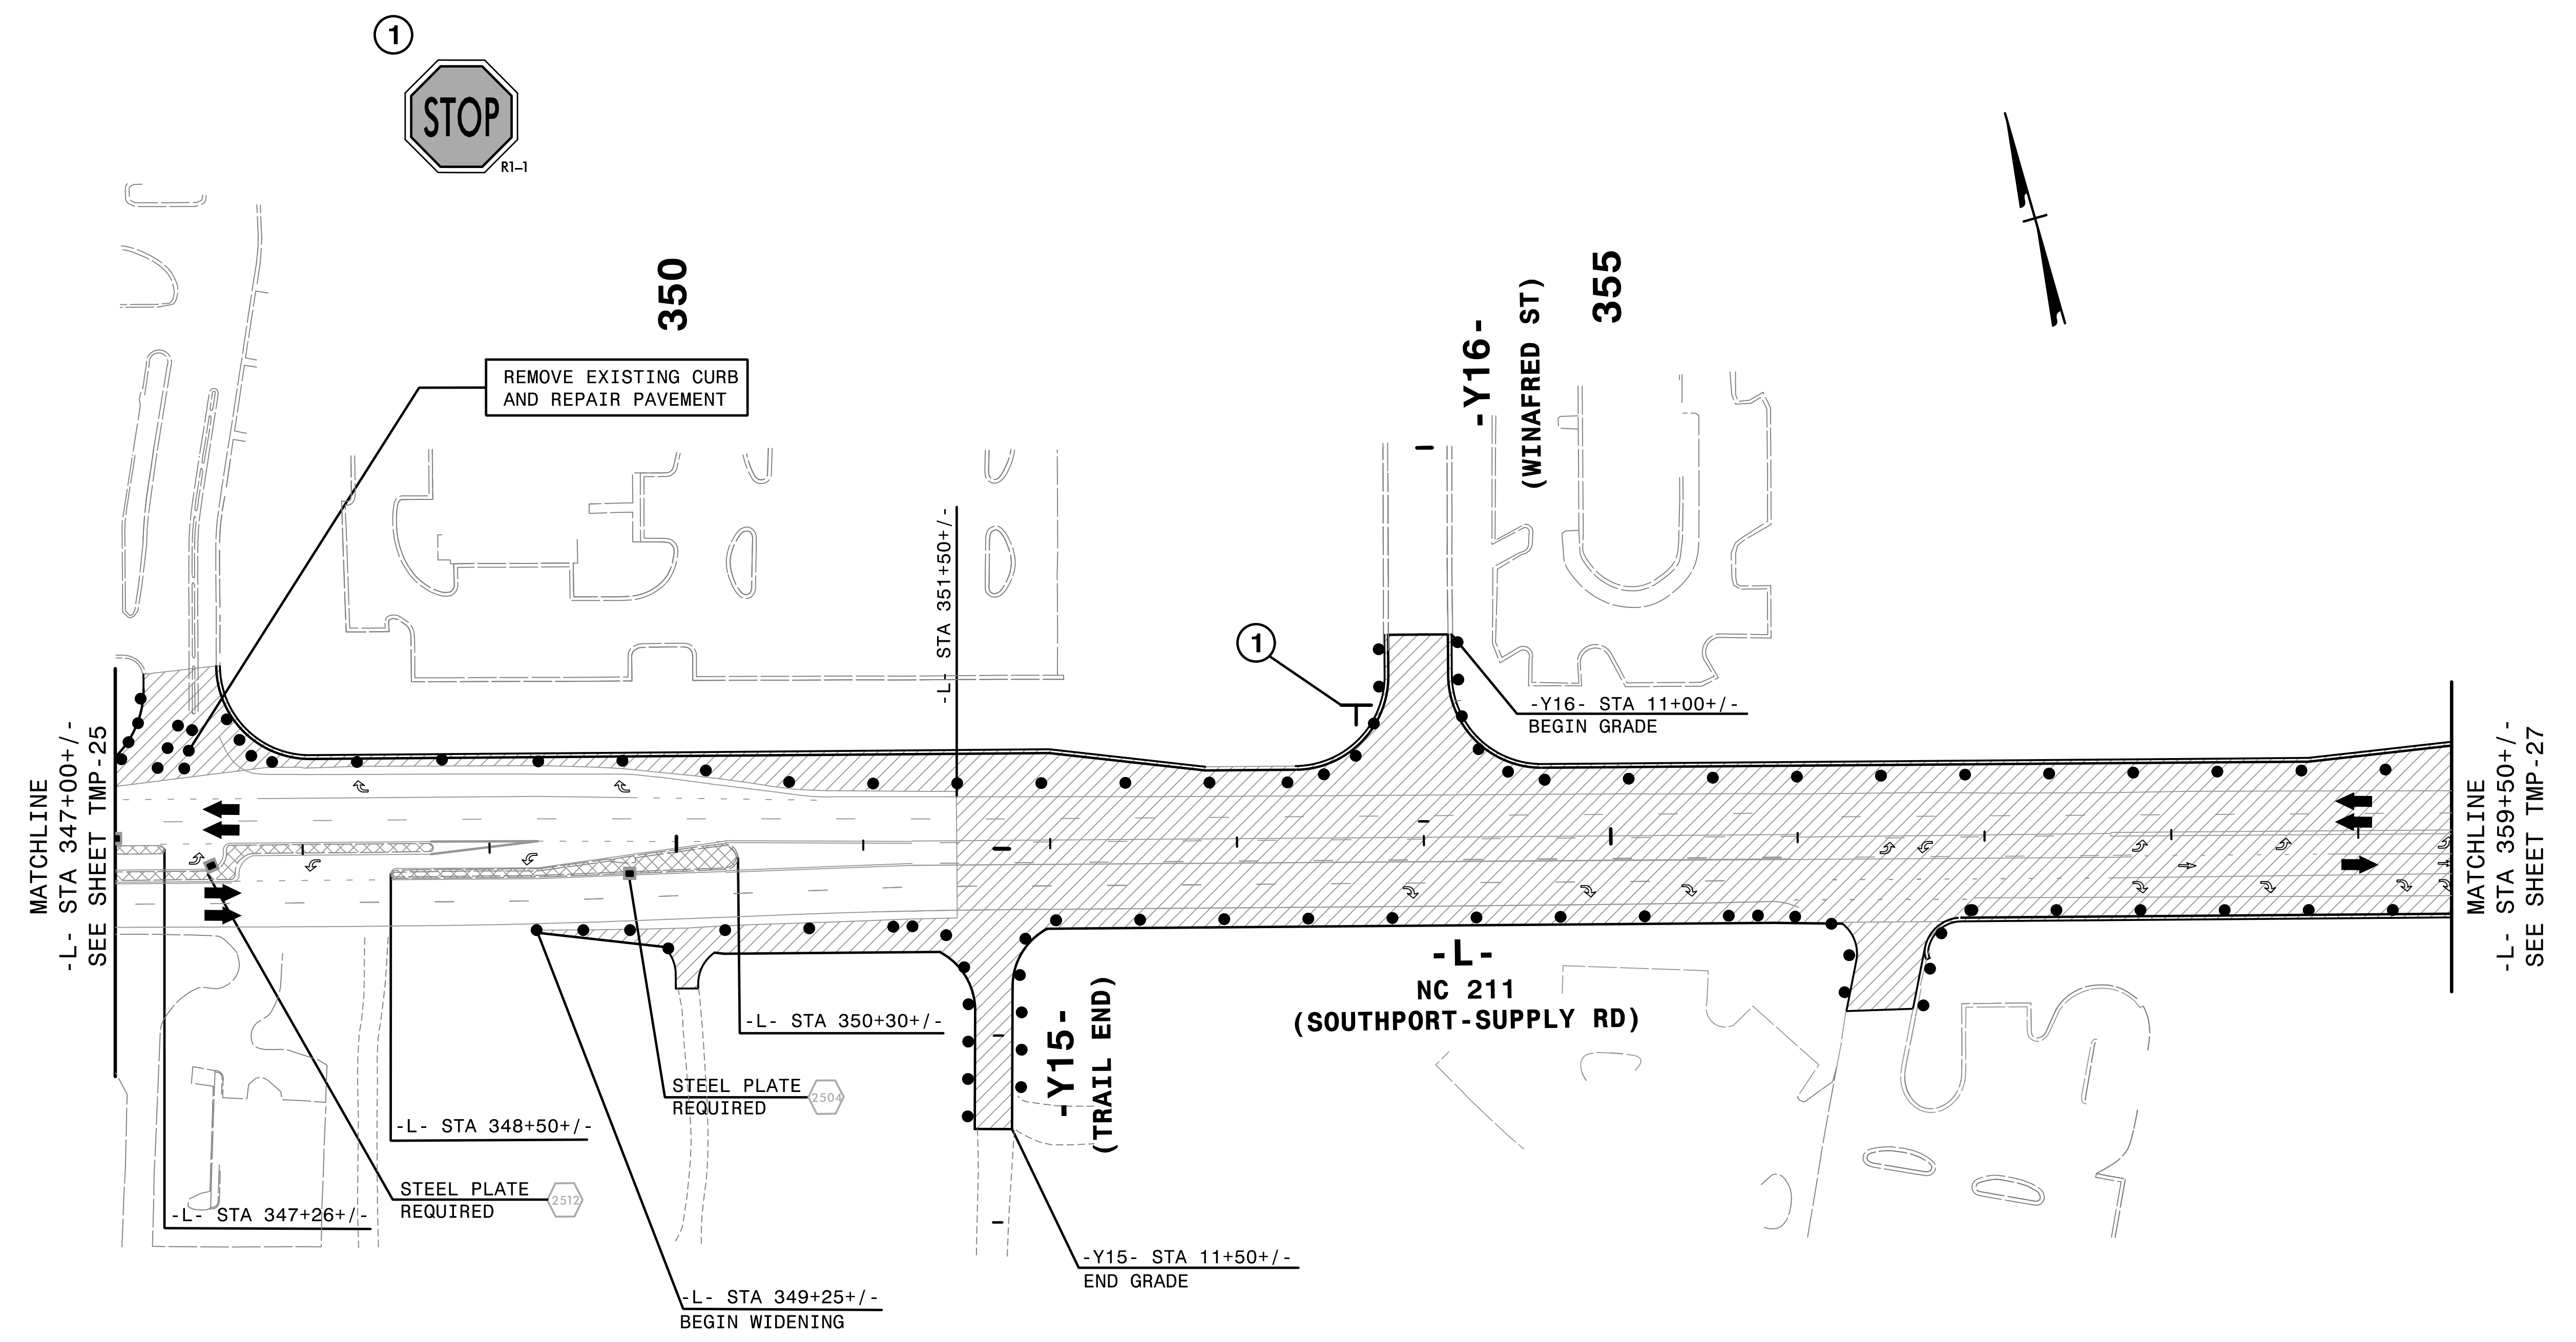 1
STOP
R1-1
350
355
-Y16-
(WINAFRED ST)
REMOVE EXISTING CURB
AND REPAIR PAVEMENT
-L- STA 351+50+/-
1
-Y16- STA 11+00+/-
BEGIN GRADE
MATCHLINE
-L- STA 347+00+/-
SEE SHEET TMP-25
MATCHLINE
-L- STA 359+50+/-
SEE SHEET TMP-27
-L-
NC 211
(SOUTHPORT-SUPPLY RD)
-Y15-
(TRAIL END)
-L- STA 350+30+/-
STEEL PLATE
REQUIRED
2504
-L- STA 348+50+/-
STEEL PLATE
REQUIRED
2512
-L- STA 347+26+/-
-Y15- STA 11+50+/-
END GRADE
-L- STA 349+25+/-
BEGIN WIDENING